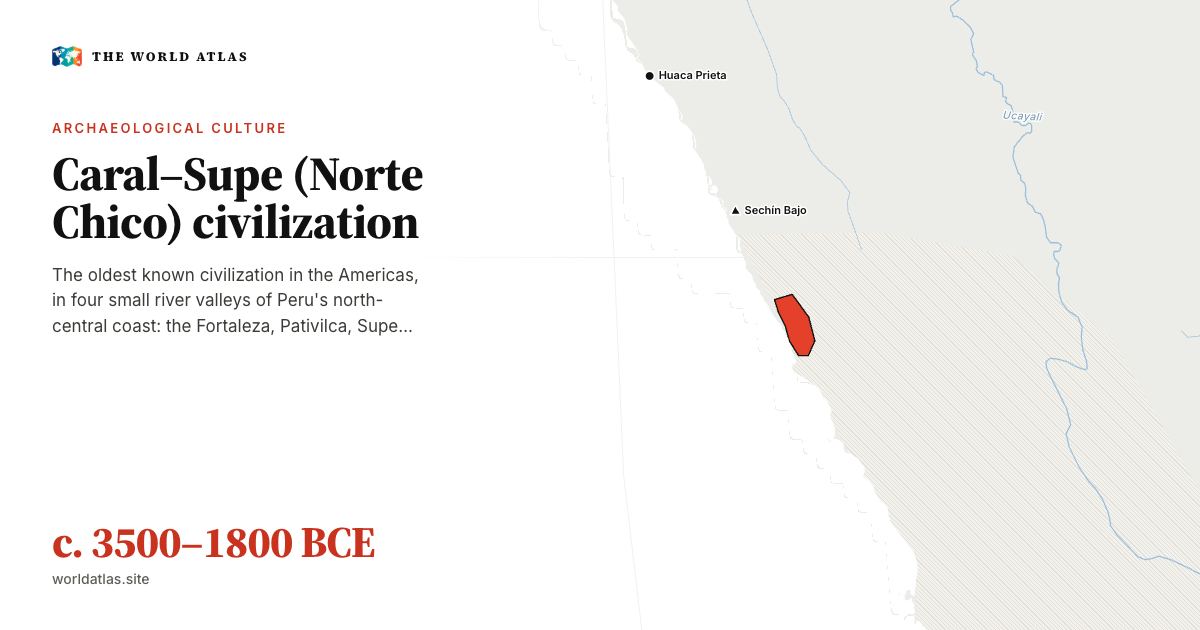 THE WORLD ATLAS
ARCHAEOLOGICAL CULTURE
Caral–Supe (Norte
Chico) civilization
The oldest known civilization in the Americas,
in four small river valleys of Peru's north-
central coast: the Fortaleza, Pativilca, Supe...
c. 3500–1800 BCE
worldatlas.site
Huaca Prieta
Ucayali
Sechín Bajo